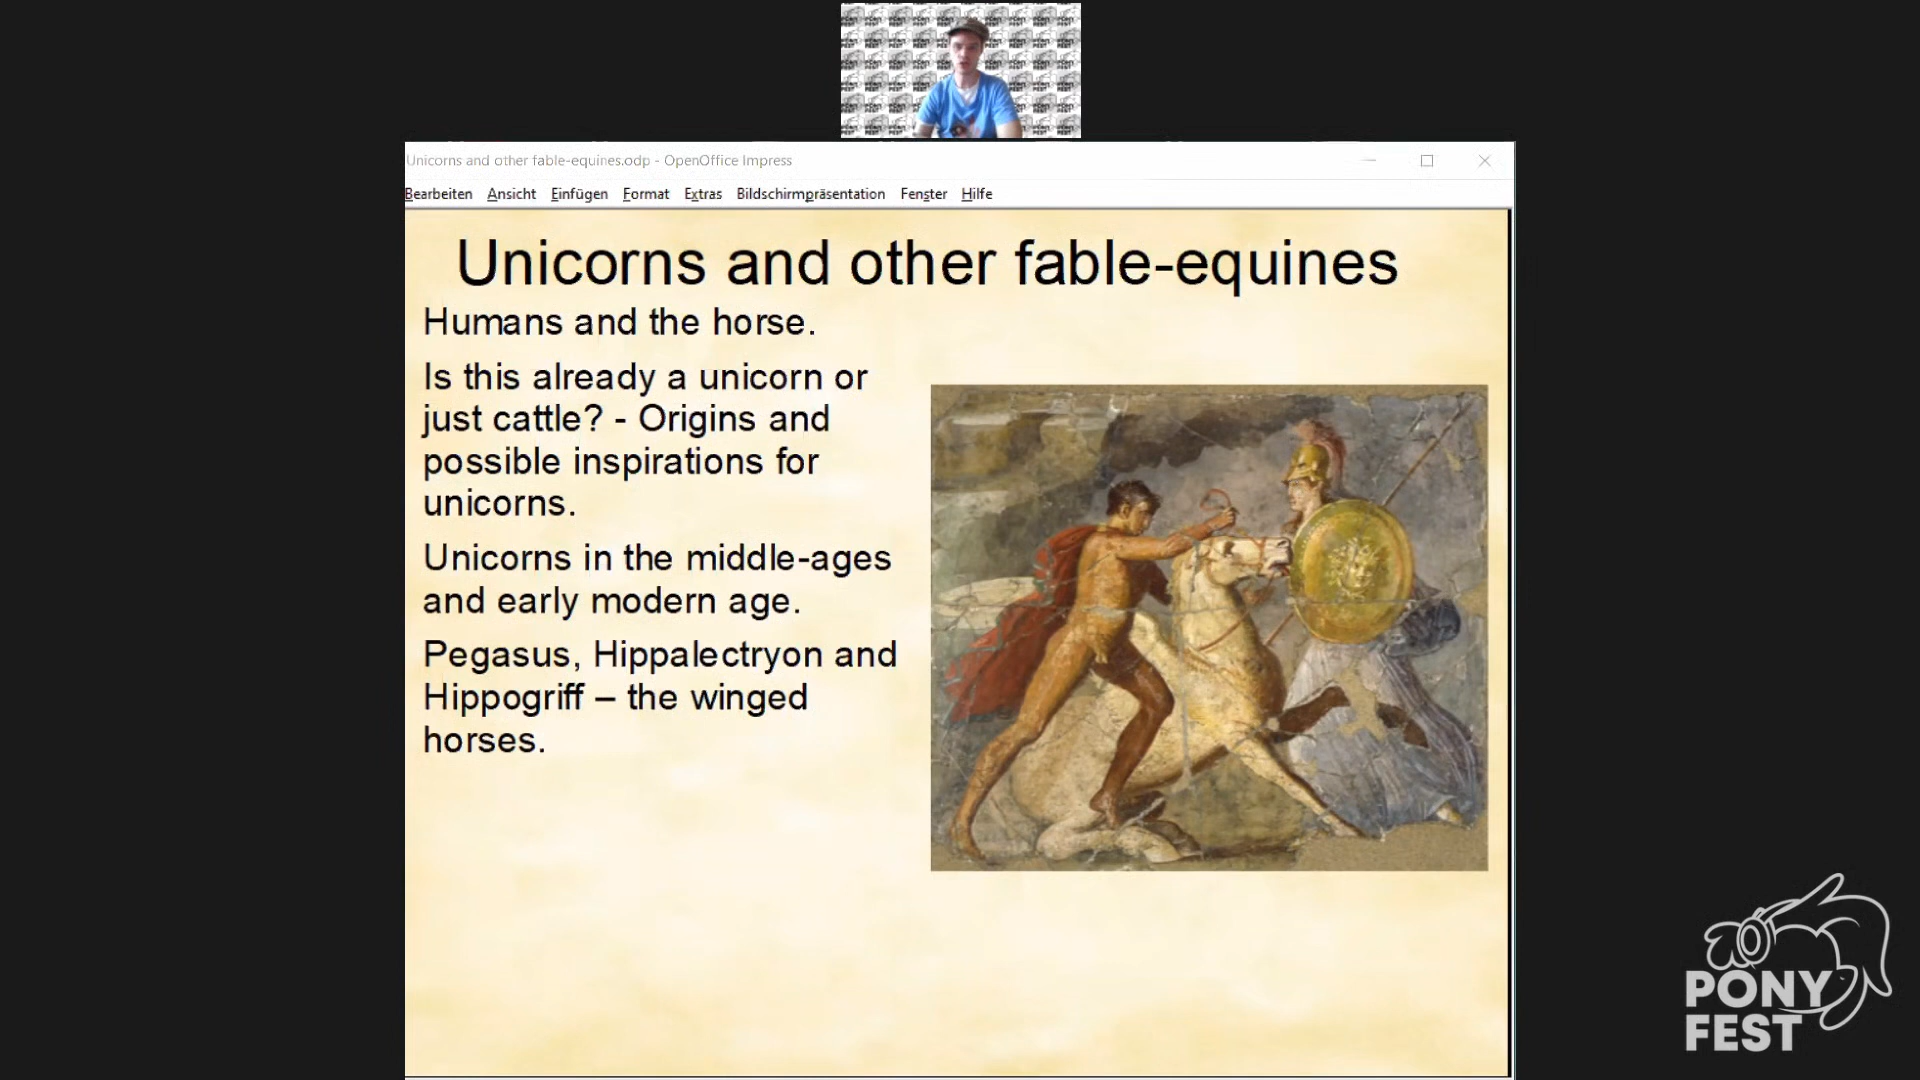 Unicorns and other fable-equines.odp - OpenOffice Impress
Bearbeiten Ansicht Einfügen Format Extras Bildschirmpräsentation Fenster Hilfe
Unicorns and other fable-equines
Humans and the horse.
Is this already a unicorn or
just cattle? - Origins and
possible inspirations for
unicorns.
Unicorns in the middle-ages
and early modern age.
Pegasus, Hippalectryon and
Hippogriff – the winged
horses.
PONY
FEST